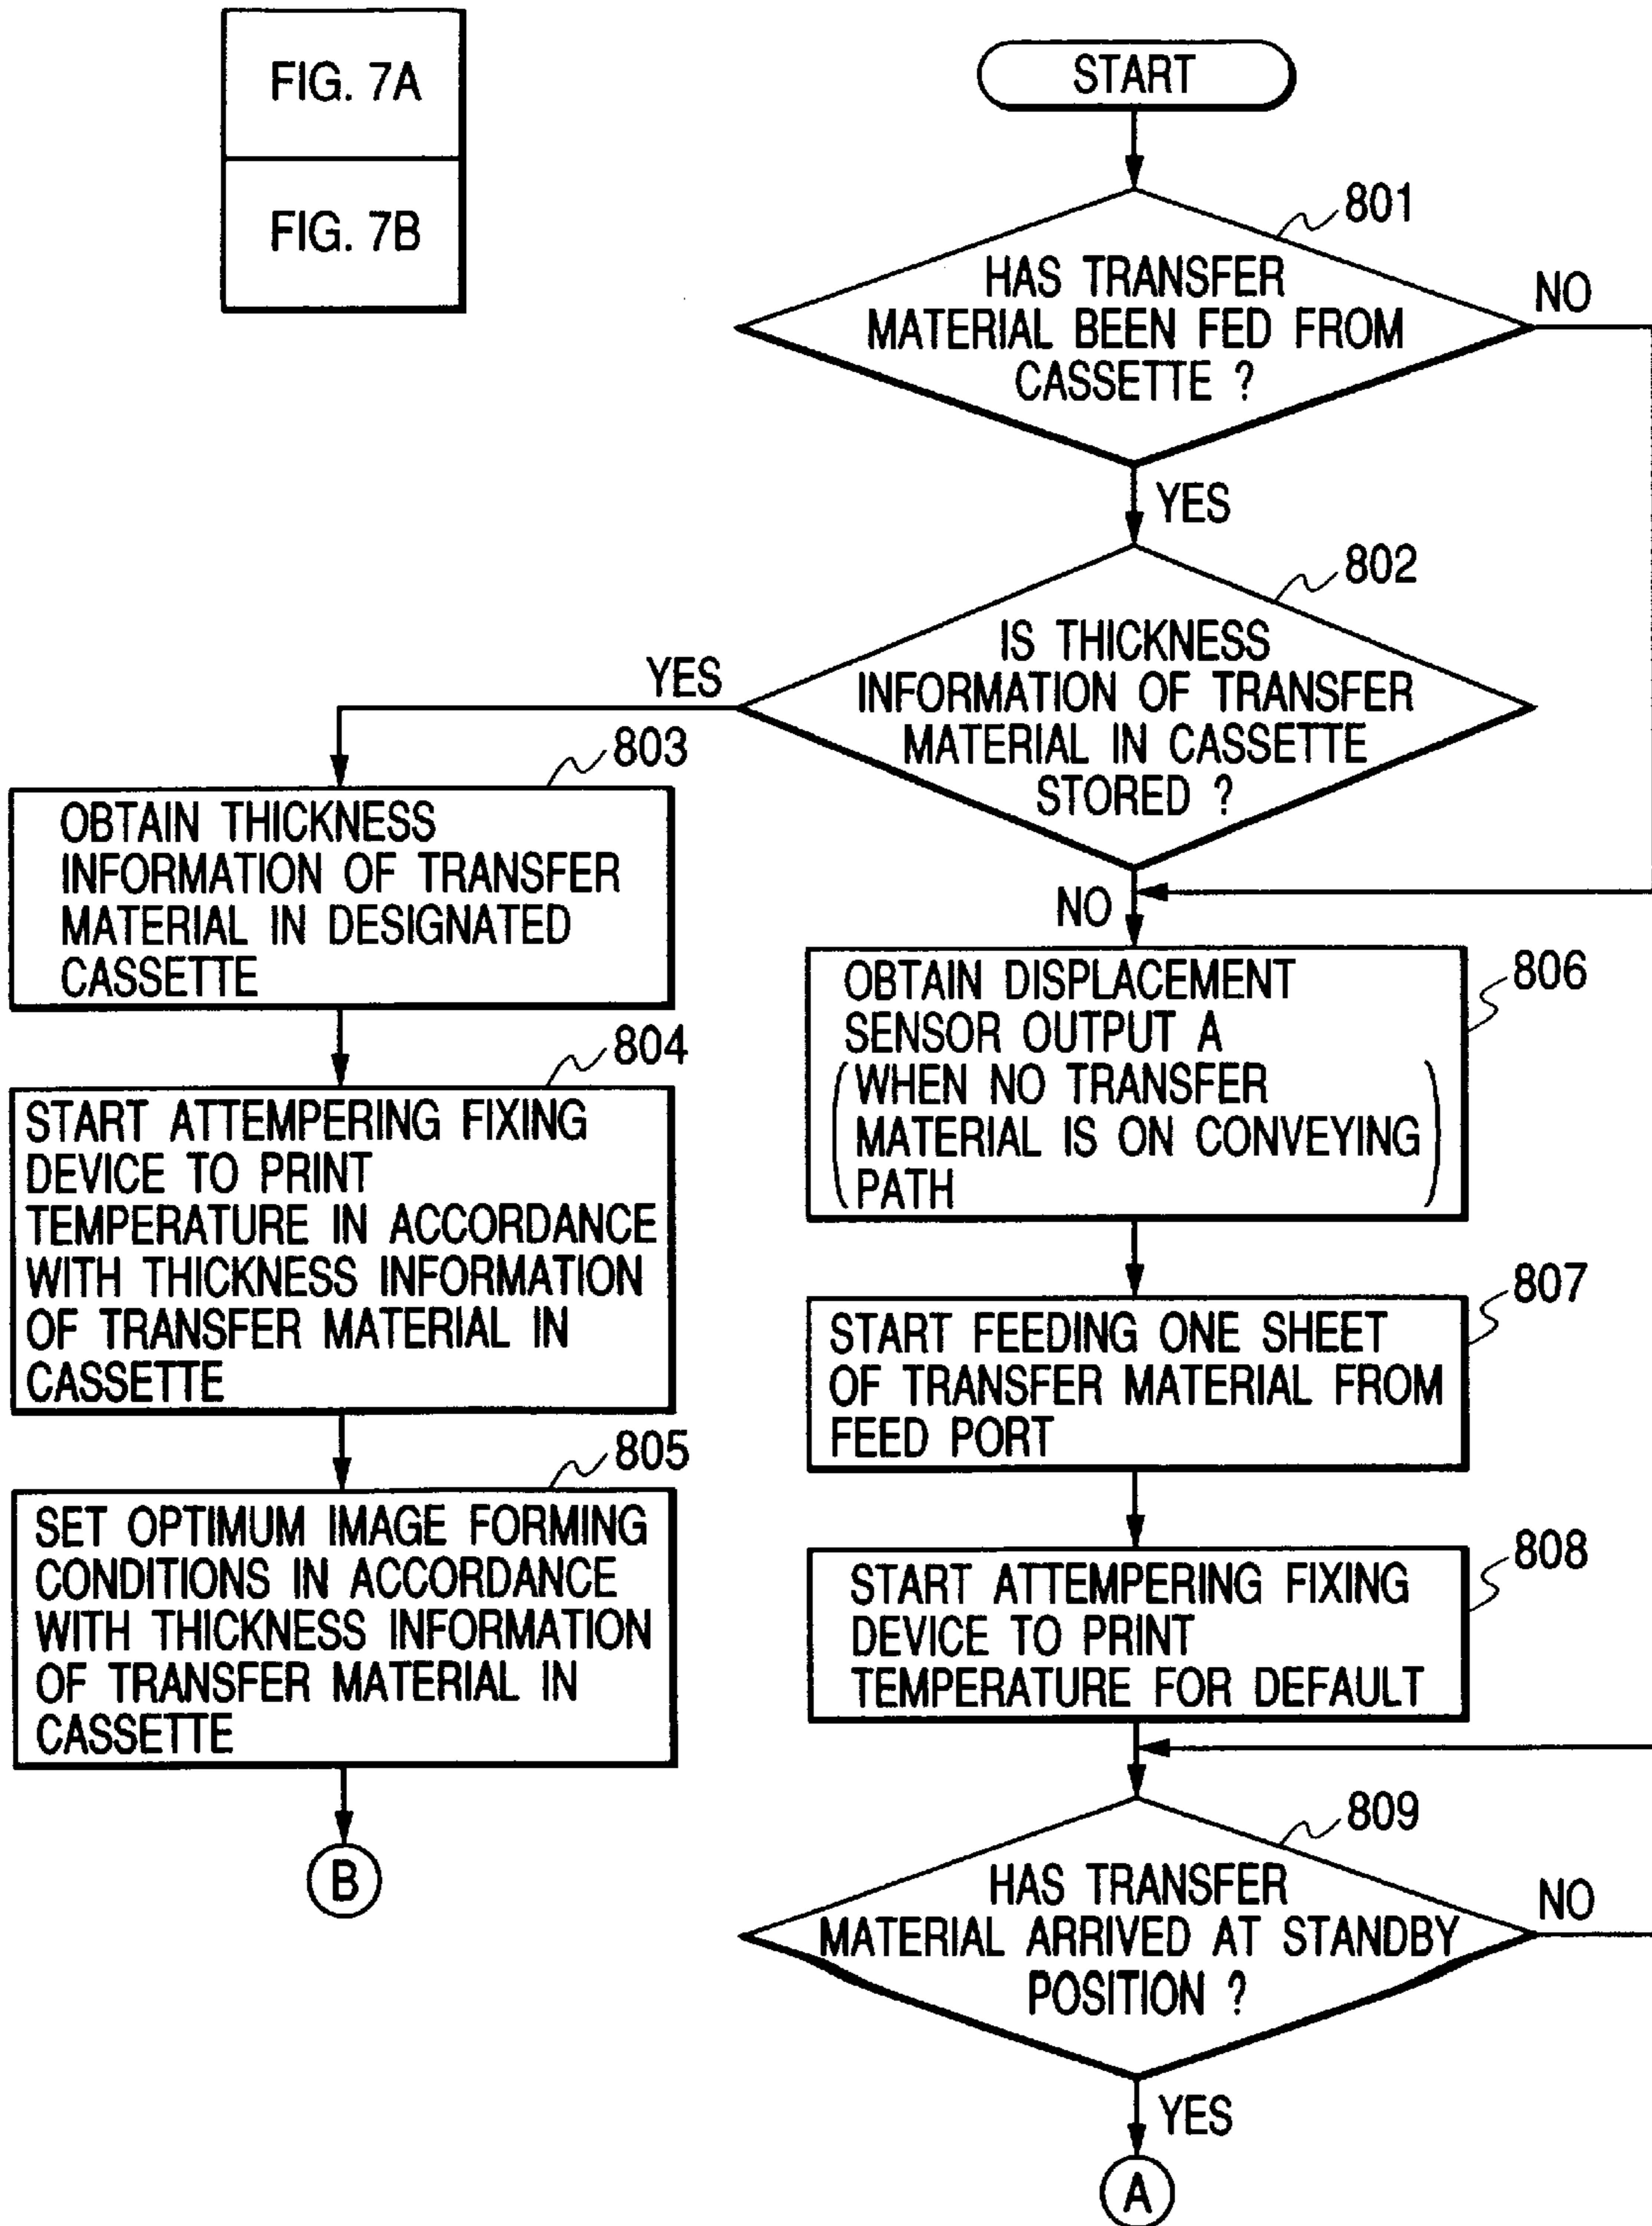 FIG. 7A
FIG. 7B
START
801
HAS TRANSFER
MATERIAL BEEN FED FROM
CASSETTE ?
NO
YES
802
IS THICKNESS
INFORMATION OF TRANSFER
MATERIAL IN CASSETTE
STORED ?
YES
NO
803
OBTAIN THICKNESS
INFORMATION OF TRANSFER
MATERIAL IN DESIGNATED
CASSETTE
804
START ATTEMPERING FIXING
DEVICE TO PRINT
TEMPERATURE IN ACCORDANCE
WITH THICKNESS INFORMATION
OF TRANSFER MATERIAL IN
CASSETTE
805
SET OPTIMUM IMAGE FORMING
CONDITIONS IN ACCORDANCE
WITH THICKNESS INFORMATION
OF TRANSFER MATERIAL IN
CASSETTE
B
806
OBTAIN DISPLACEMENT
SENSOR OUTPUT A
(WHEN NO TRANSFER
MATERIAL IS ON CONVEYING
PATH)
807
START FEEDING ONE SHEET
OF TRANSFER MATERIAL FROM
FEED PORT
808
START ATTEMPERING FIXING
DEVICE TO PRINT
TEMPERATURE FOR DEFAULT
809
HAS TRANSFER
MATERIAL ARRIVED AT STANDBY
POSITION ?
NO
YES
A